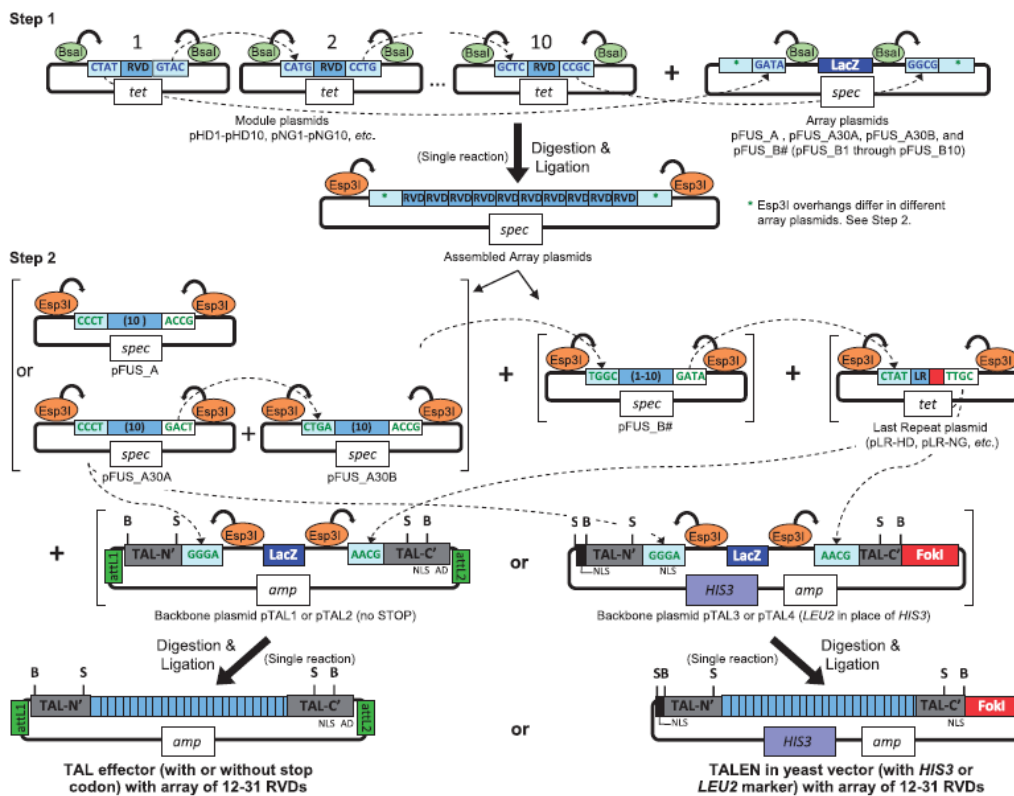 Step 1
1 2 10
BsaI BsaI BsaI BsaI BsaI BsaI BsaI BsaI
CTAT RVD GTAC CATG RVD CCTG ... GCTC RVD CCGC + * GATA LacZ GGCG *
tet tet tet spec
Module plasmids
pHD1-pHD10, pNG1-pNG10, etc.
Array plasmids
pFUS_A , pFUS_A30A, pFUS_A30B, and
pFUS_B# (pFUS_B1 through pFUS_B10)
(Single reaction)
Digestion &
Ligation
Esp3I Esp3I
* RVD RVD RVD RVD RVD RVD RVD RVD RVD RVD *
spec
* Esp3I overhangs differ in different
array plasmids. See Step 2.
Assembled Array plasmids
Step 2
Esp3I Esp3I
CCCT (10 ) ACCG
spec
pFUS_A
or
Esp3I Esp3I + Esp3I Esp3I
CCCT (10) GACT CTGA (10) ACCG
spec spec
pFUS_A30A pFUS_A30B
+
Esp3I Esp3I
TGGC (1-10) GATA
spec
pFUS_B#
+
Esp3I Esp3I
CTAT LR TTGC
tet
Last Repeat plasmid
(pLR-HD, pLR-NG, etc.)
+
B S Esp3I Esp3I S B
attL1 TAL-N' GGGA LacZ AACG TAL-C' attL2
NLS AD
amp
Backbone plasmid pTAL1 or pTAL2 (no STOP)
or
S B S Esp3I Esp3I S B
TAL-N' GGGA LacZ AACG TAL-C' FokI
NLS NLS
HIS3 amp
Backbone plasmid pTAL3 or pTAL4 (LEU2 in place of HIS3)
Digestion &
Ligation
(Single reaction)
B S S B
attL1 TAL-N' TAL-C' attL2
NLS AD
amp
TAL effector (with or without stop
codon) with array of 12-31 RVDs
or
(Single reaction)
Digestion &
Ligation
S B S S B
TAL-N' TAL-C' FokI
NLS NLS
HIS3 amp
TALEN in yeast vector (with HIS3 or
LEU2 marker) with array of 12-31 RVDs